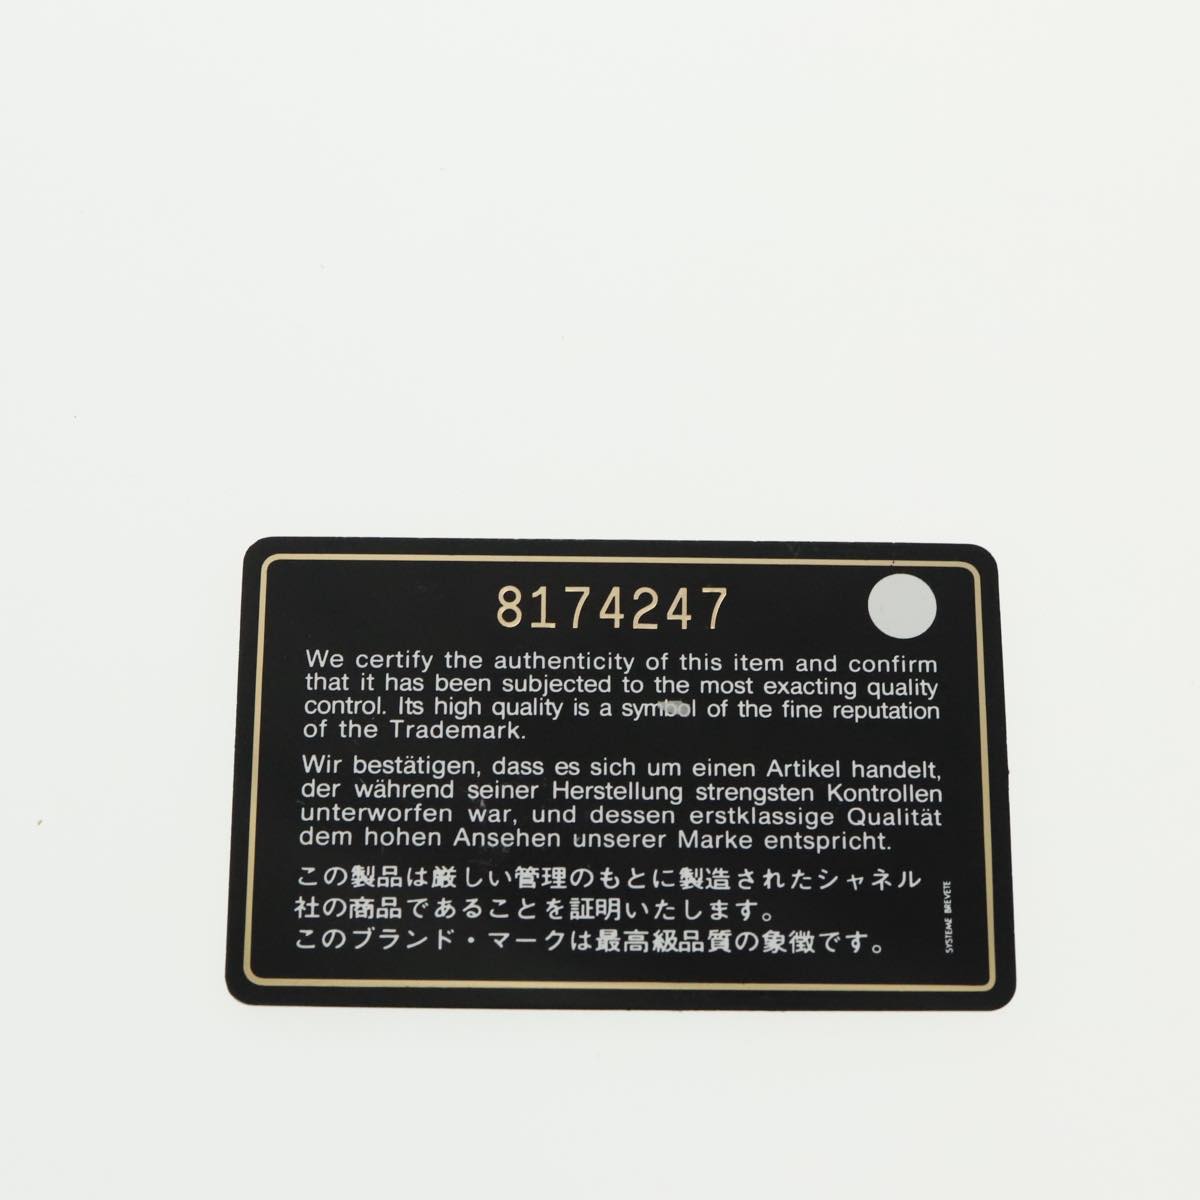 8174247
We certify the authenticity of this item and confirm
that it has been subjected to the most exacting quality
control. Its high quality is a symbol of the fine reputation
of the Trademark.
Wir bestätigen, dass es sich um einen Artikel handelt,
der während seiner Herstellung strengsten Kontrollen
unterworfen war, und dessen erstklassige Qualität
dem hohen Ansehen unserer Marke entspricht.
この製品は厳しい管理のもとに製造されたシャネル
社の商品であることを証明いたします。
このブランド・マークは最高級品質の象徴です。
SYSTEME BREVETE